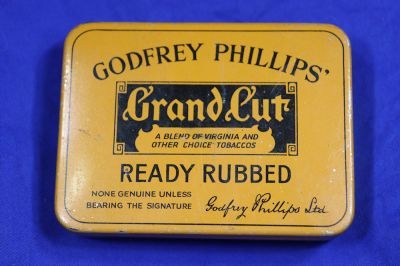 GODFREY PHILLIPS'
Grand Cut
A BLEND OF VIRGINIA AND
OTHER CHOICE TOBACCOS
READY RUBBED
NONE GENUINE UNLESS
BEARING THE SIGNATURE
Godfrey Phillips Ltd